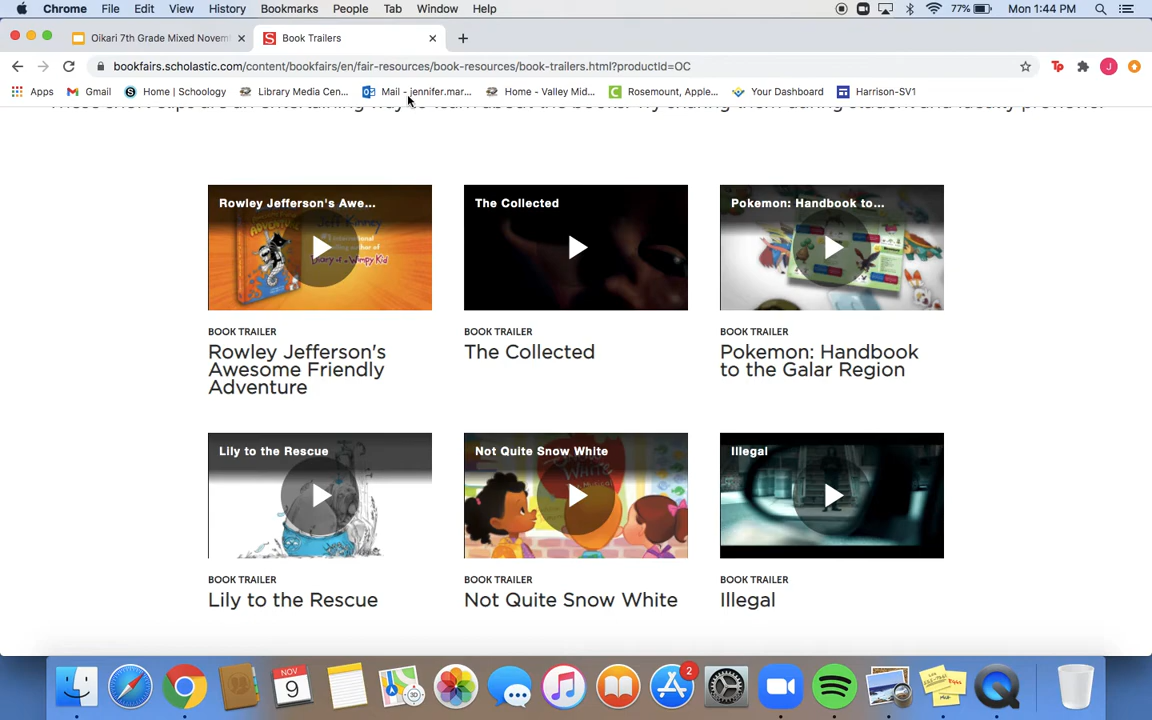 Chrome File Edit View History Bookmarks People Tab Window Help 77% Mon 1:44 PM
Oikari 7th Grade Mixed Novem Book Trailers
bookfairs.scholastic.com/content/bookfairs/en/fair-resources/book-resources/book-trailers.html?productId=OC
Apps Gmail Home | Schoology Library Media Cen... Mail - jennifer.mar... Home - Valley Mid... Rosemount, Apple... Your Dashboard Harrison-SV1
Rowley Jefferson's Awe... The Collected Pokemon: Handbook to...
BOOK TRAILER BOOK TRAILER BOOK TRAILER
Rowley Jefferson's The Collected Pokemon: Handbook
Awesome Friendly to the Galar Region
Adventure
Lily to the Rescue Not Quite Snow White Illegal
BOOK TRAILER BOOK TRAILER BOOK TRAILER
Lily to the Rescue Not Quite Snow White Illegal
NOV 2
9
3D